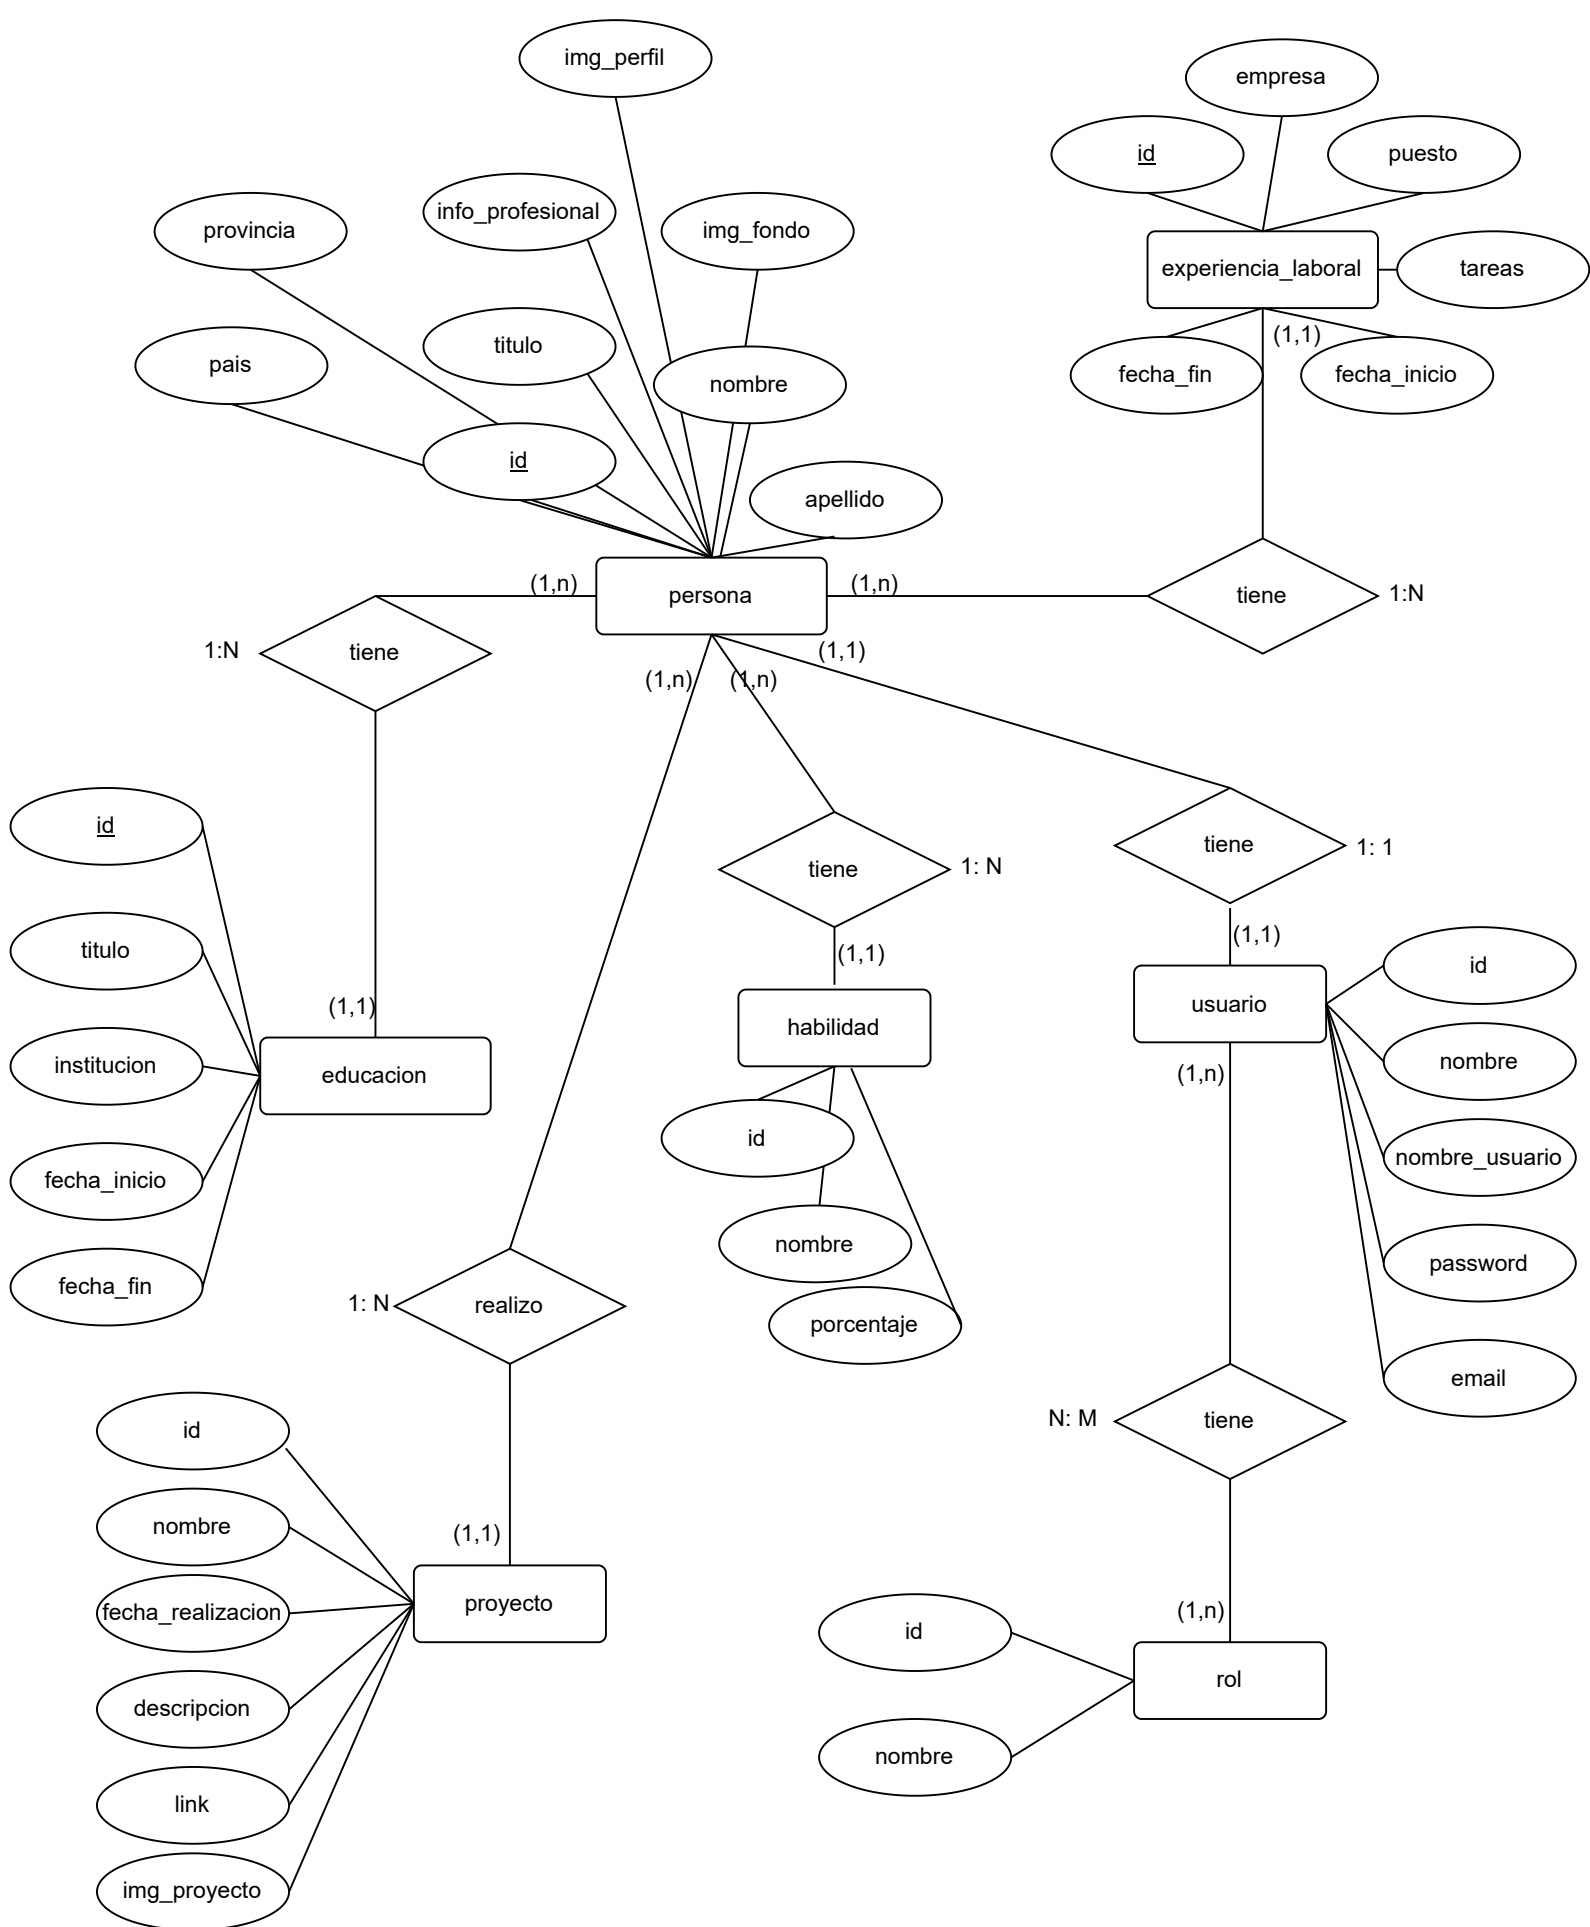 img_perfil
empresa
id
puesto
info_profesional
provincia
img_fondo
experiencia_laboral
tareas
(1,1)
titulo
pais
nombre
fecha_fin
fecha_inicio
id
apellido
(1,n)
persona
(1,n)
tiene
1:N
1:N
tiene
(1,1)
(1,n)
(1,n)
id
tiene
1: 1
tiene
1: N
(1,1)
titulo
(1,1)
id
(1,1)
usuario
habilidad
institucion
educacion
nombre
(1,n)
id
nombre_usuario
fecha_inicio
nombre
password
fecha_fin
1: N
realizo
porcentaje
email
N: M
tiene
id
nombre
(1,1)
proyecto
fecha_realizacion
(1,n)
id
rol
descripcion
nombre
link
img_proyecto